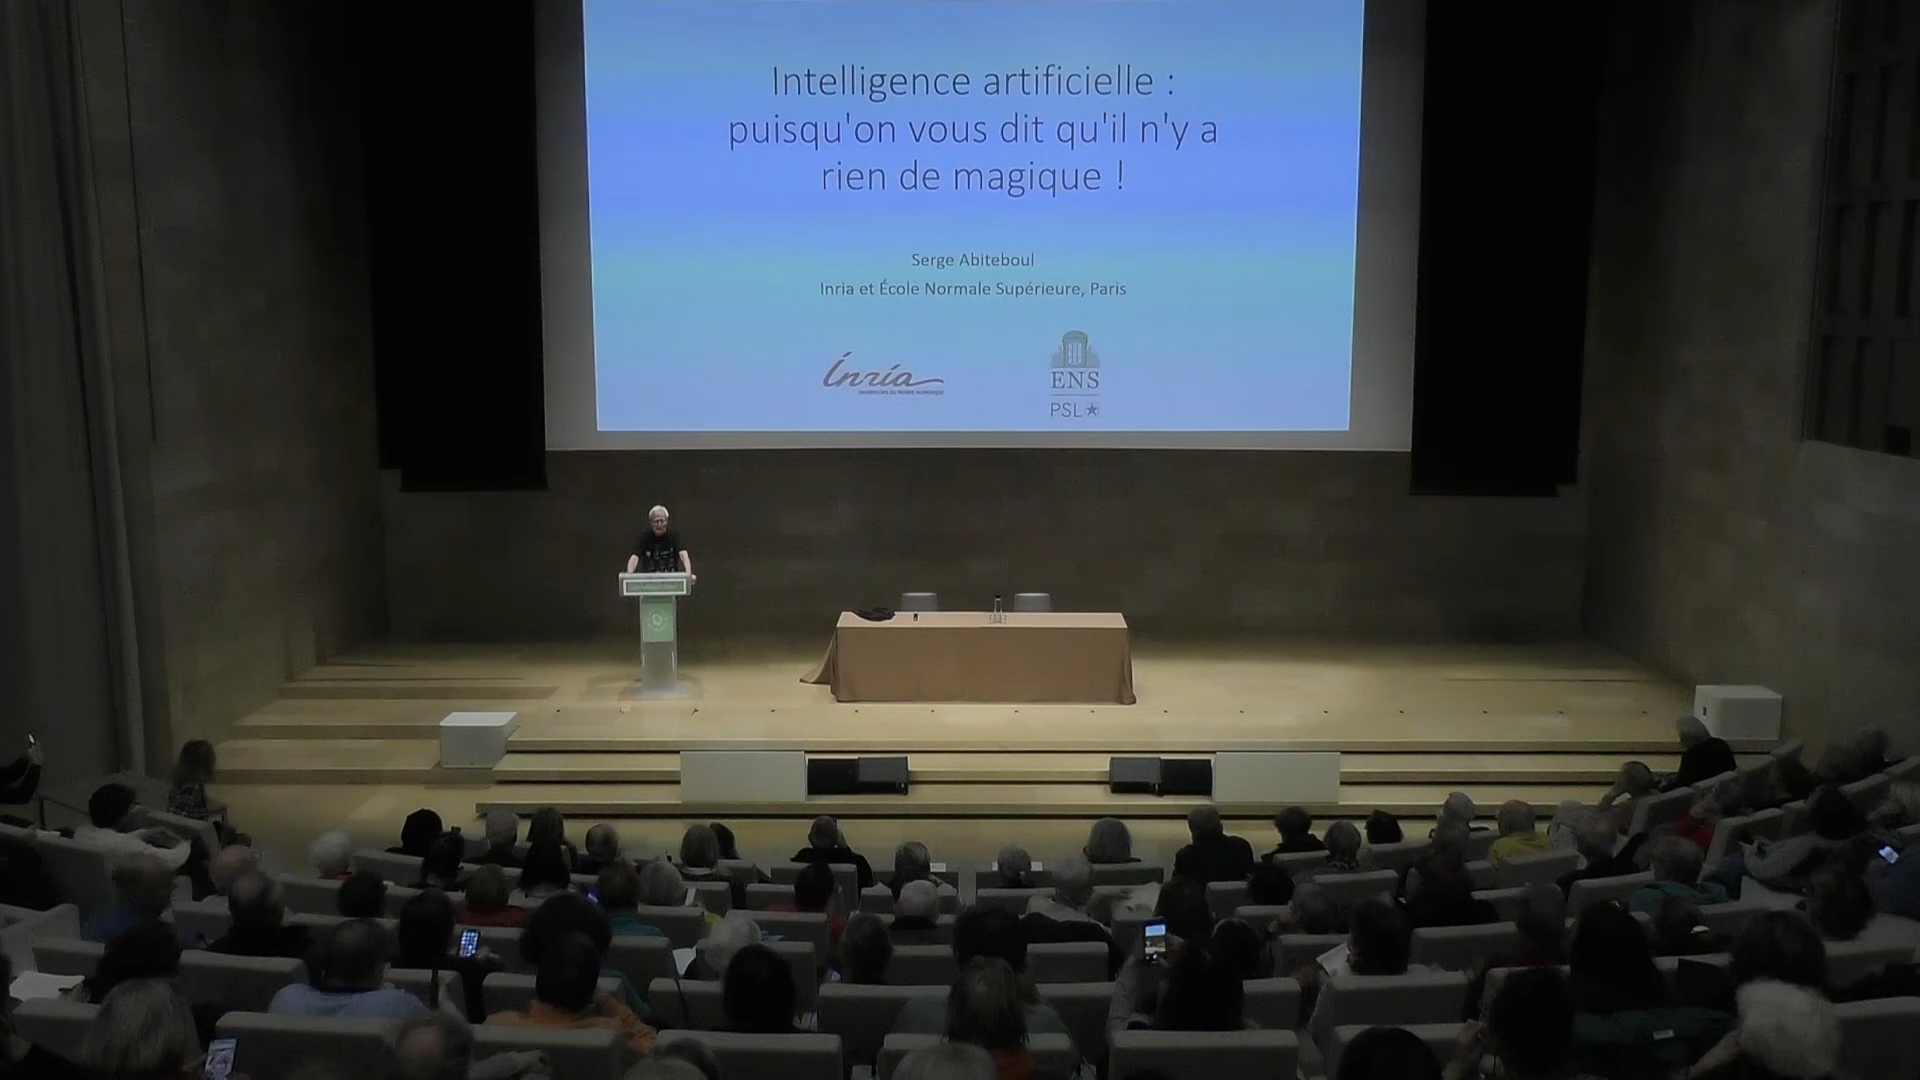 Intelligence artificielle :
puisqu'on vous dit qu'il n'y a
rien de magique !
Serge Abiteboul
Inria et École Normale Supérieure, Paris
Inria
ENS
PSL★